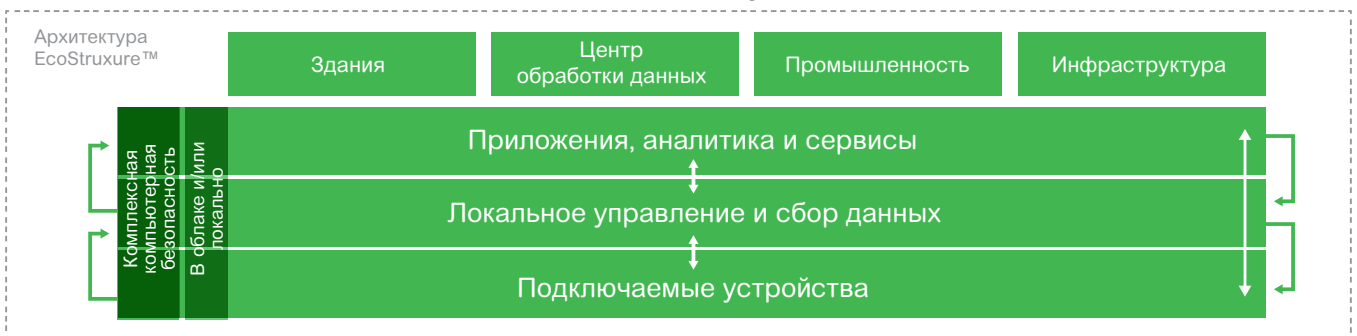 Архитектура
EcoStruxure™
Здания
Центр
обработки данных
Промышленность
Инфраструктура
Комплексная
компьютерная
безопасность
В облаке и/или
локально
Приложения, аналитика и сервисы
Локальное управление и сбор данных
Подключаемые устройства